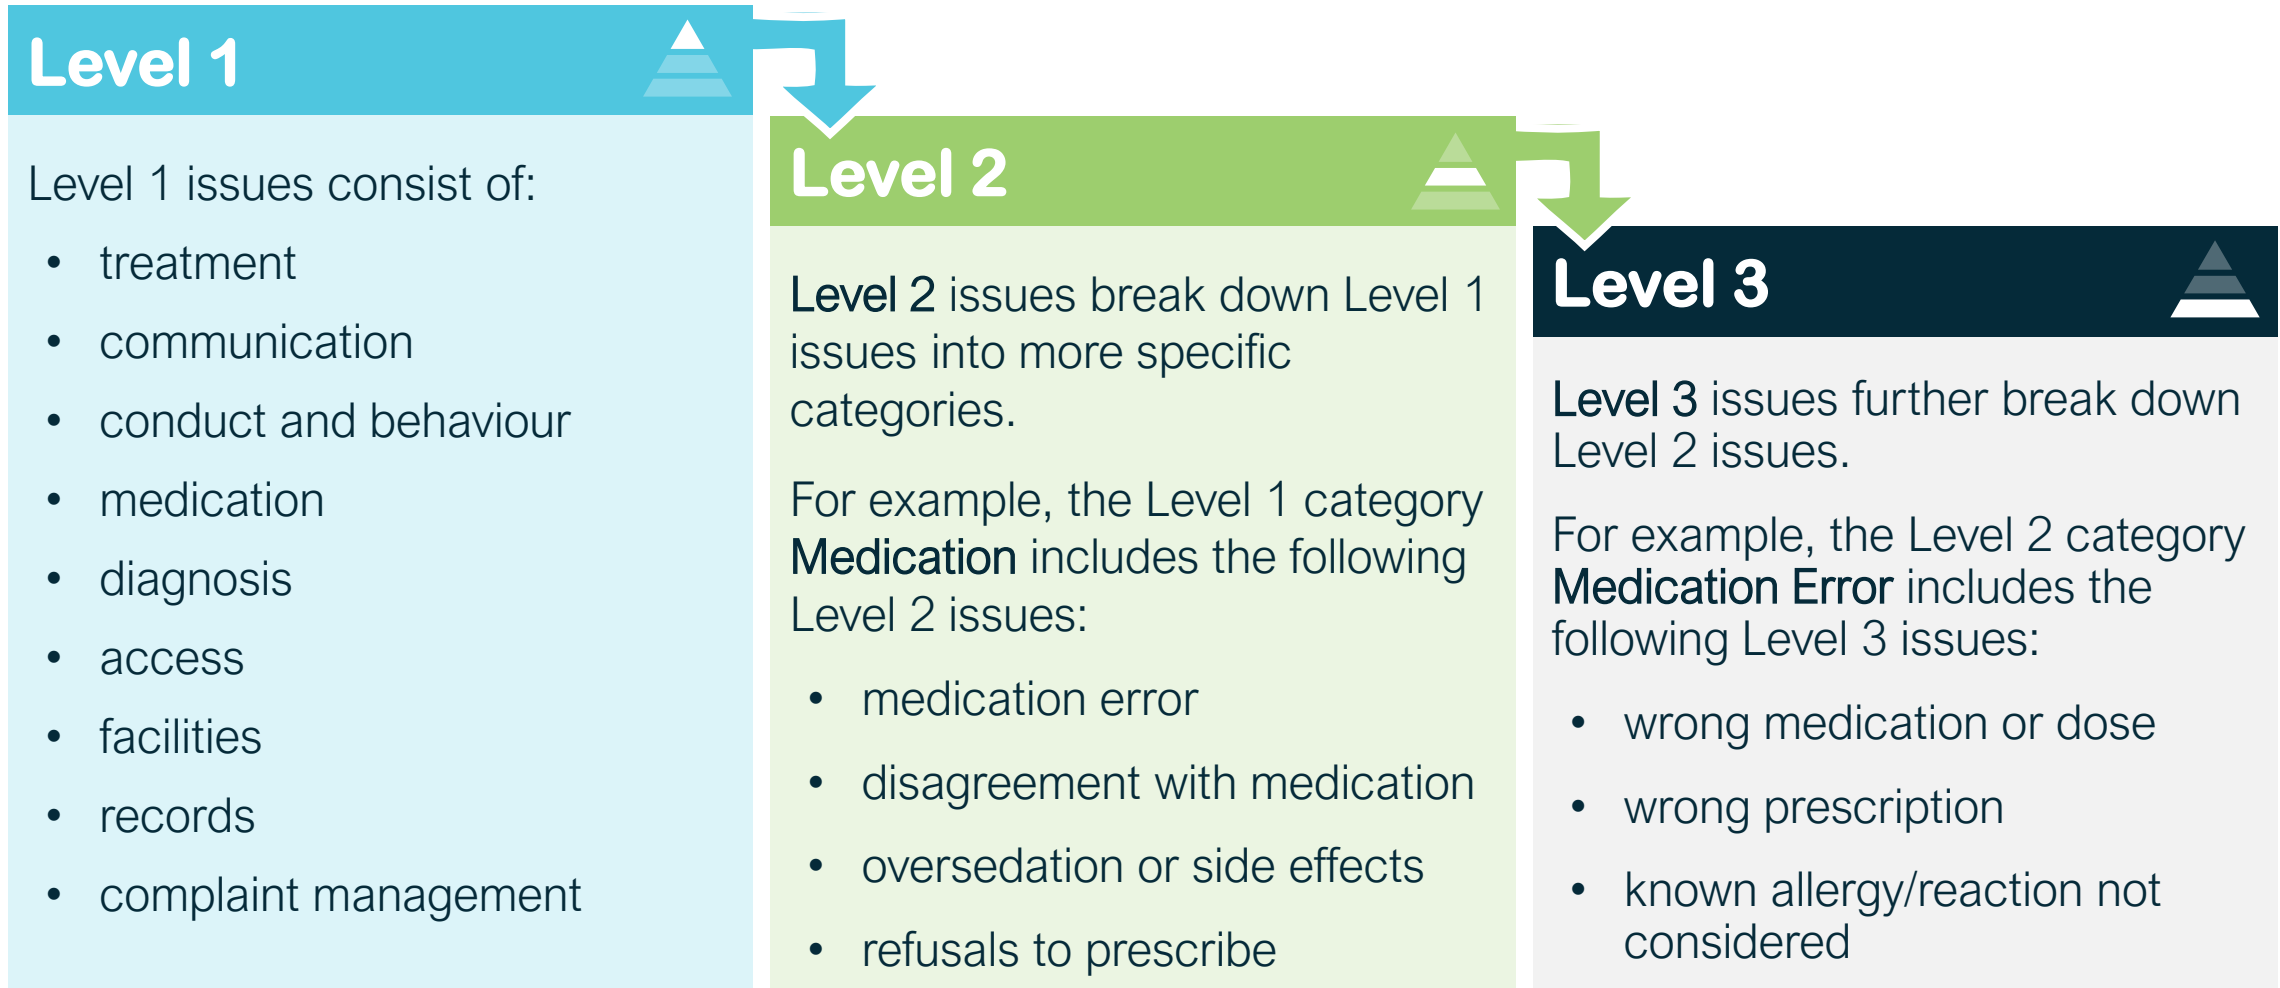 Level 1
Level 1 issues consist of:
• treatment
• communication
• conduct and behaviour
• medication
• diagnosis
• access
• facilities
• records
• complaint management
Level 2
Level 2 issues break down Level 1
issues into more specific
categories.
For example, the Level 1 category
Medication includes the following
Level 2 issues:
• medication error
• disagreement with medication
• oversedation or side effects
• refusals to prescribe
Level 3
Level 3 issues further break down
Level 2 issues.
For example, the Level 2 category
Medication Error includes the
following Level 3 issues:
• wrong medication or dose
• wrong prescription
• known allergy/reaction not
considered